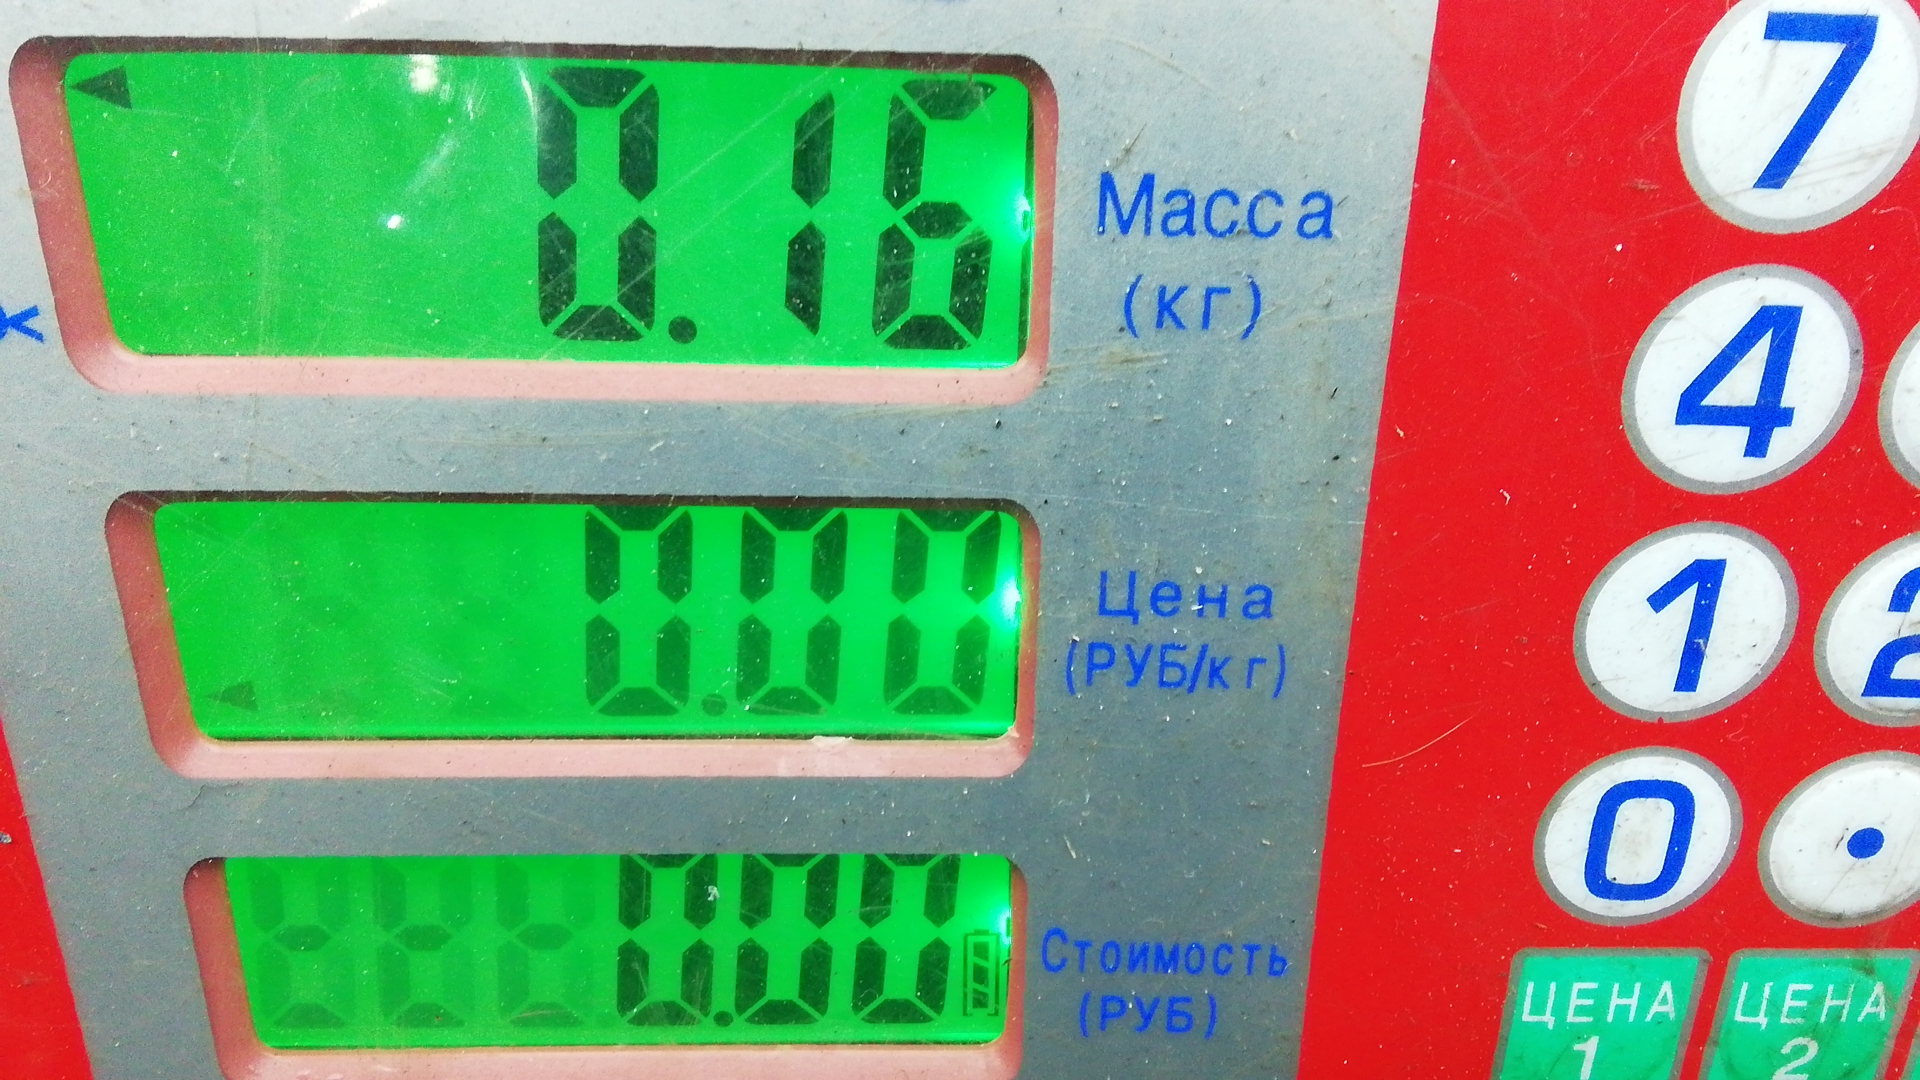 0.16
Масса
(кг)
0.00
Цена
(РУБ/кг)
0.00
Стоимость
(РУБ)
7
4
1 2
0 .
ЦЕНА 1
ЦЕНА 2